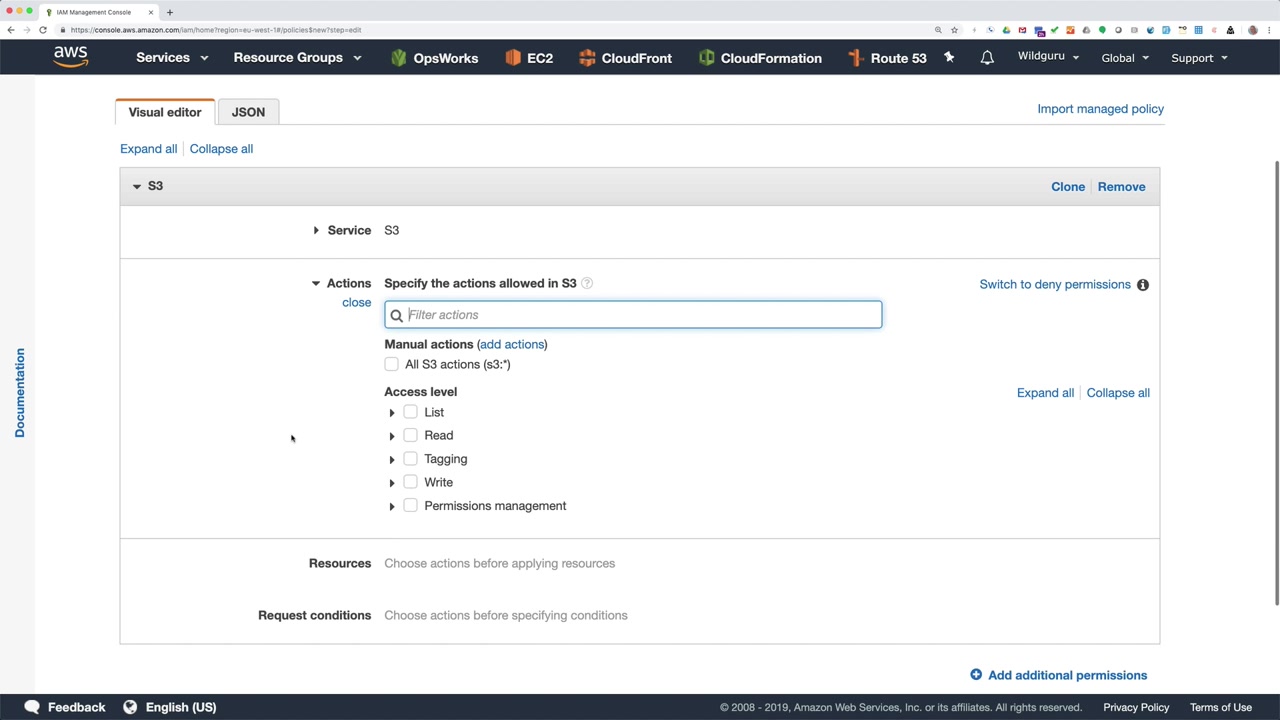 IAM Management Console
https://console.aws.amazon.com/iam/home?region=eu-west-1#/policies$new?step=edit
aws Services Resource Groups OpsWorks EC2 CloudFront CloudFormation Route 53 Wildguru Global Support
Visual editor JSON Import managed policy
Expand all Collapse all
S3 Clone Remove
Service S3
Actions Specify the actions allowed in S3 Switch to deny permissions
close
Filter actions
Manual actions (add actions)
All S3 actions (s3:*)
Access level Expand all Collapse all
List
Read
Tagging
Write
Permissions management
Documentation
Resources Choose actions before applying resources
Request conditions Choose actions before specifying conditions
Add additional permissions
Feedback English (US) © 2008 - 2019, Amazon Web Services, Inc. or its affiliates. All rights reserved. Privacy Policy Terms of Use